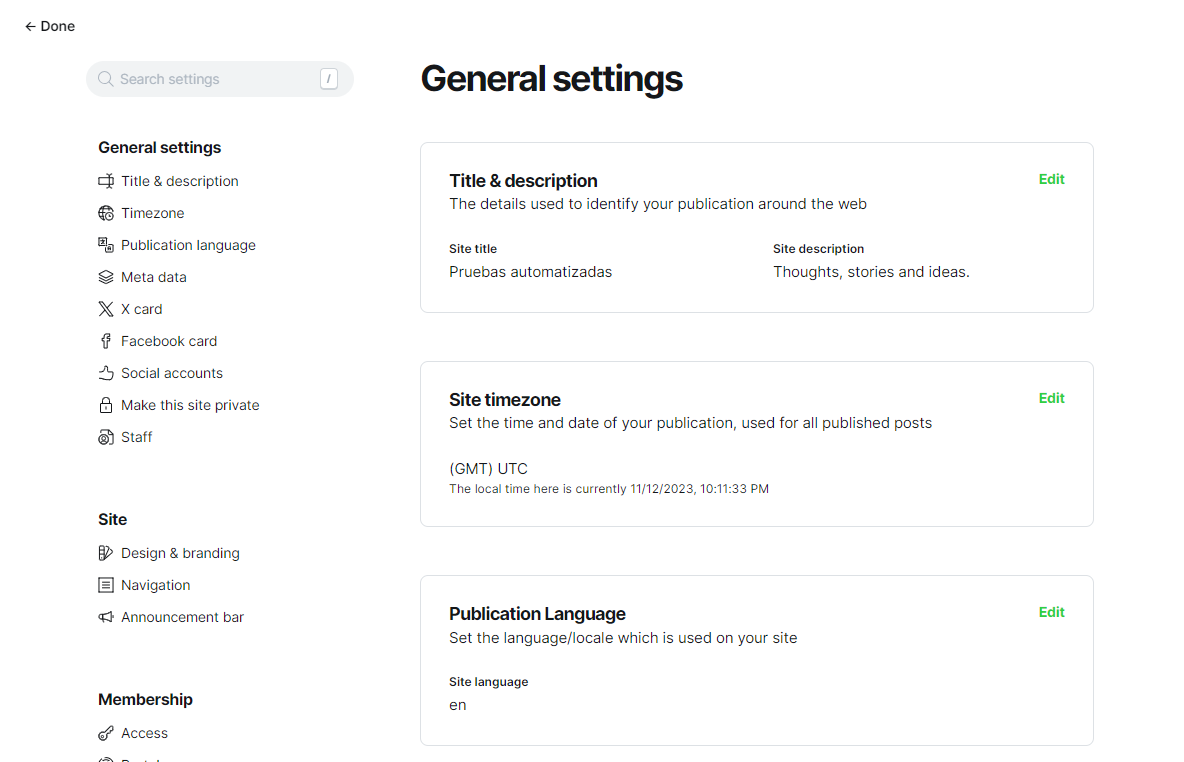 ← Done
Search settings
/
General settings
Title & description
Timezone
Publication language
Meta data
X card
Facebook card
Social accounts
Make this site private
Staff
Site
Design & branding
Navigation
Announcement bar
Membership
Access
General settings
Title & description
Edit
The details used to identify your publication around the web
Site title
Site description
Pruebas automatizadas
Thoughts, stories and ideas.
Site timezone
Edit
Set the time and date of your publication, used for all published posts
(GMT) UTC
The local time here is currently 11/12/2023, 10:11:33 PM
Publication Language
Edit
Set the language/locale which is used on your site
Site language
en